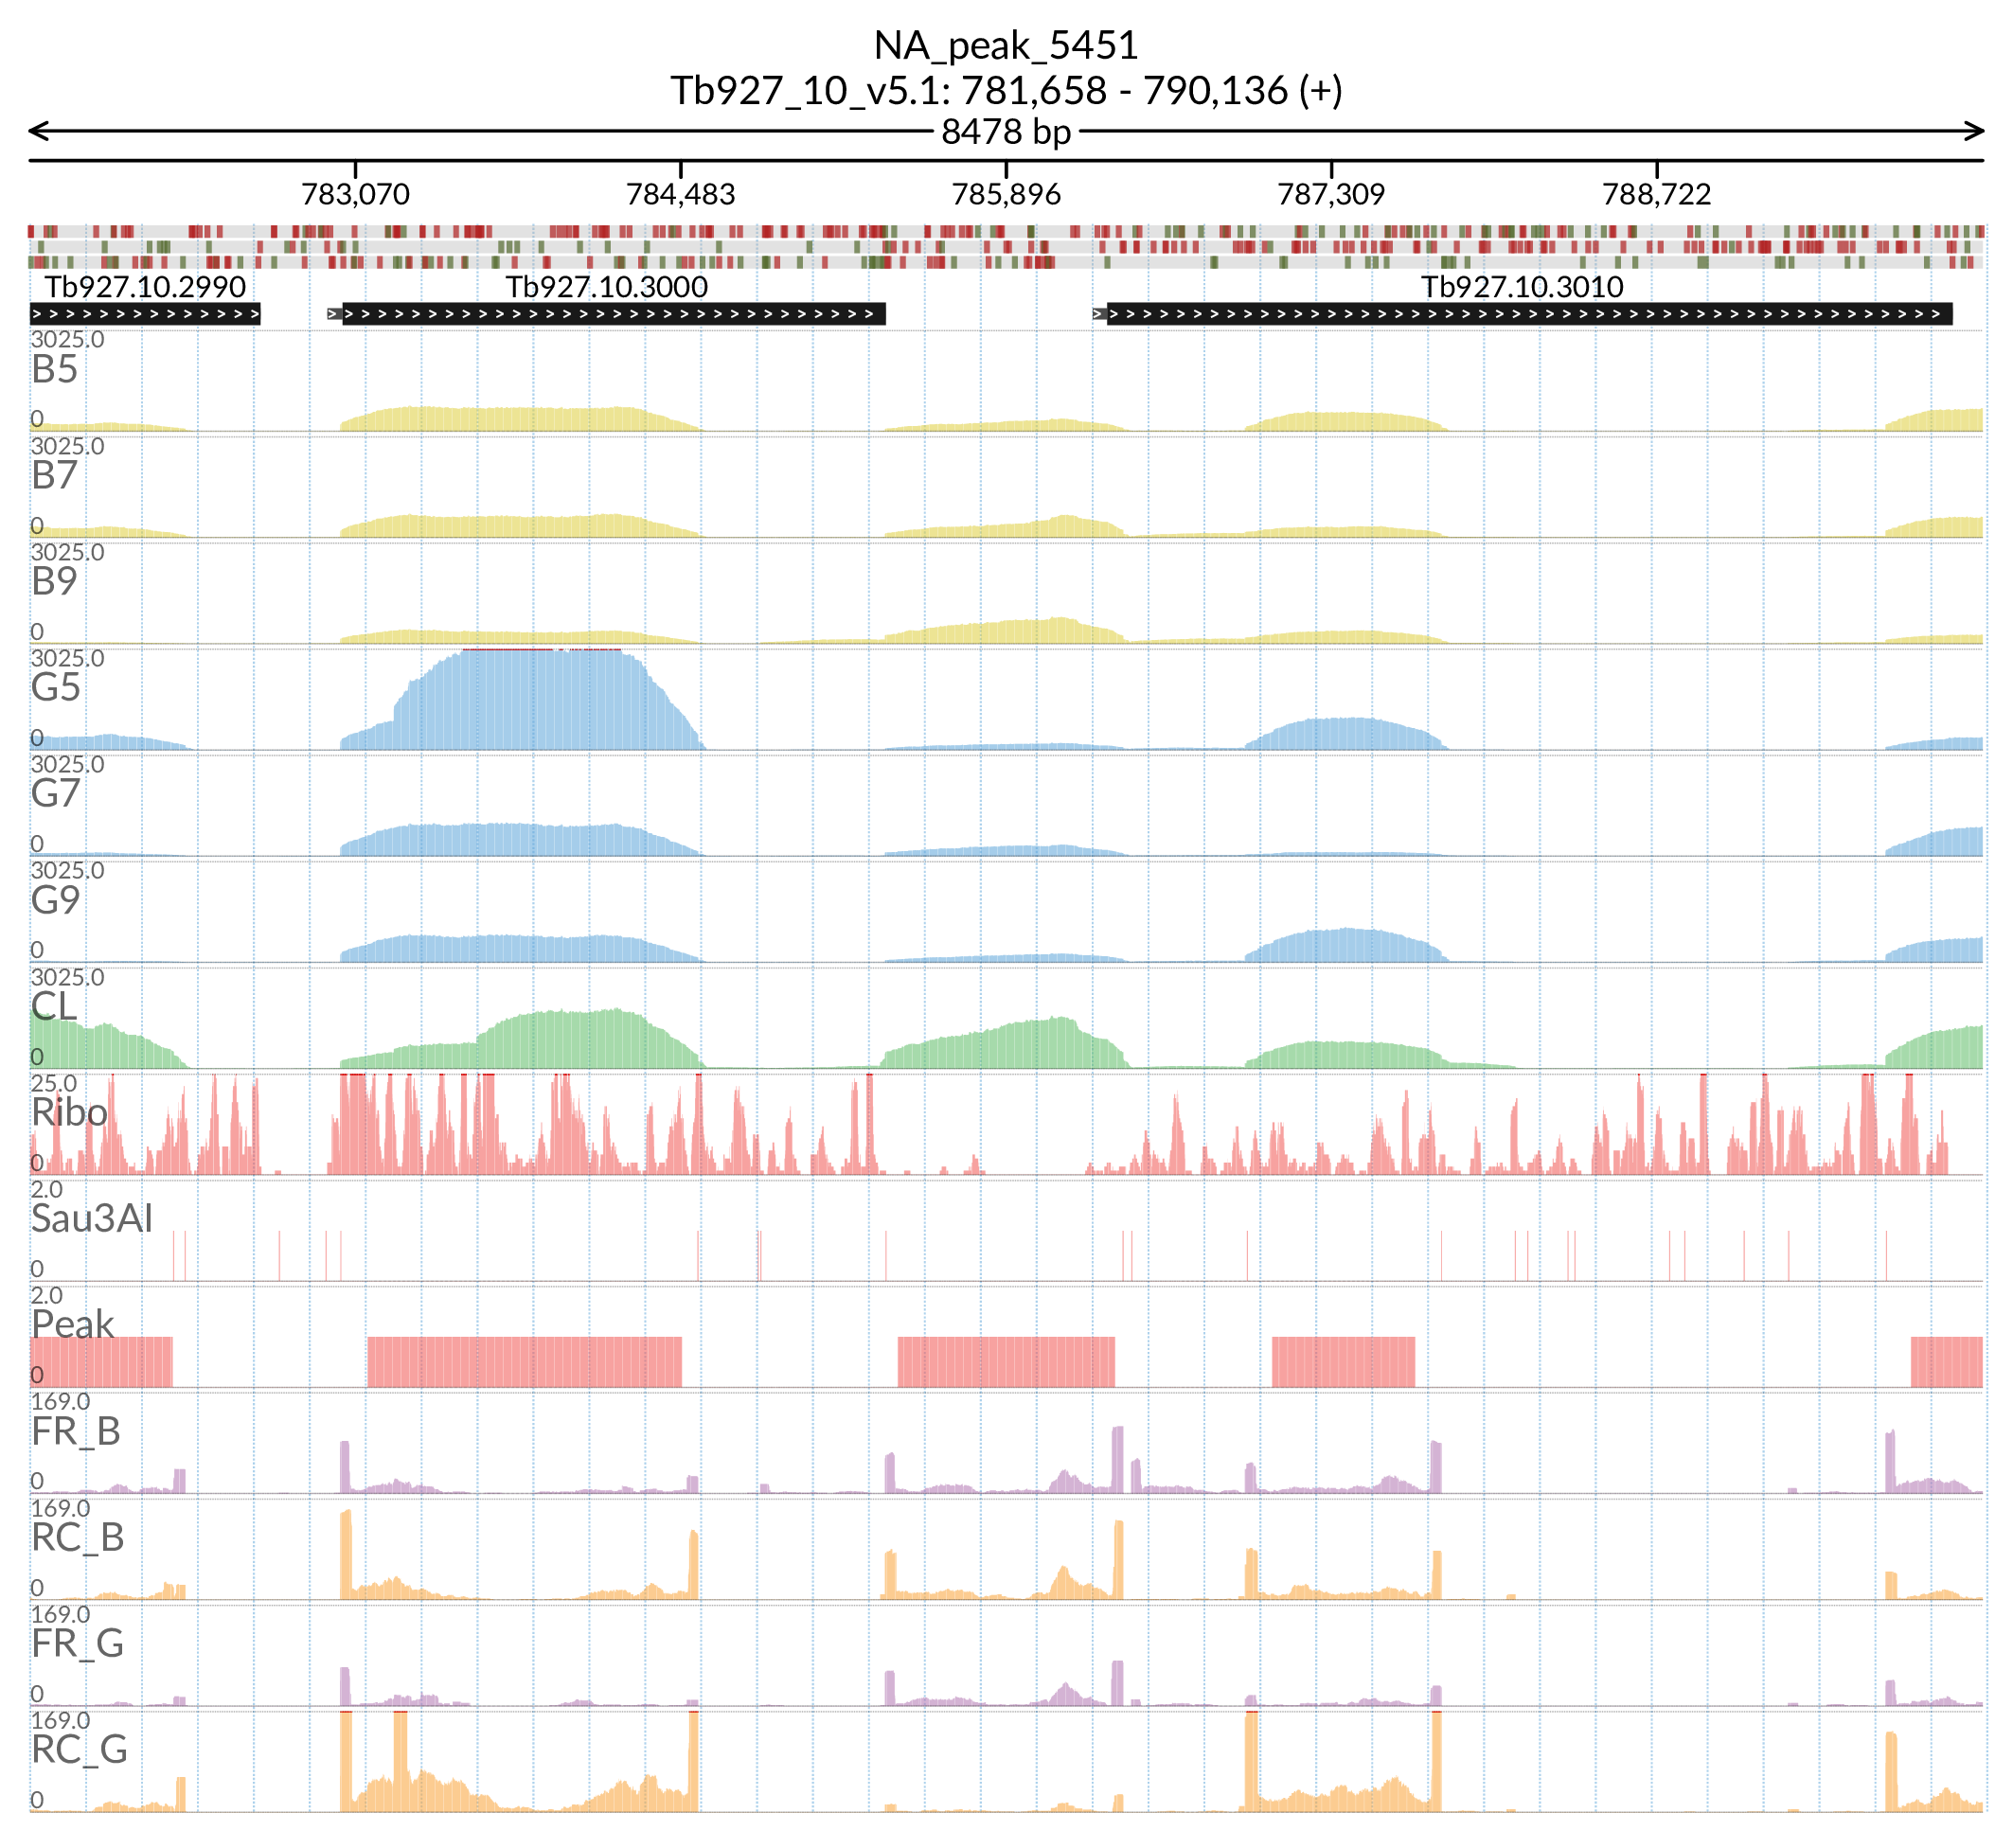 NA_peak_5451
Tb927_10_v5.1: 781,658 - 790,136 (+)
8478 bp
783,070 784,483 785,896 787,309 788,722
Tb927.10.2990 Tb927.10.3000 Tb927.10.3010
3025.0
B5
0
3025.0
B7
0
3025.0
B9
0
3025.0
G5
0
3025.0
G7
0
3025.0
G9
0
3025.0
CL
0
25.0
Ribo
0
2.0
Sau3AI
0
2.0
Peak
0
169.0
FR_B
0
169.0
RC_B
0
169.0
FR_G
0
169.0
RC_G
0